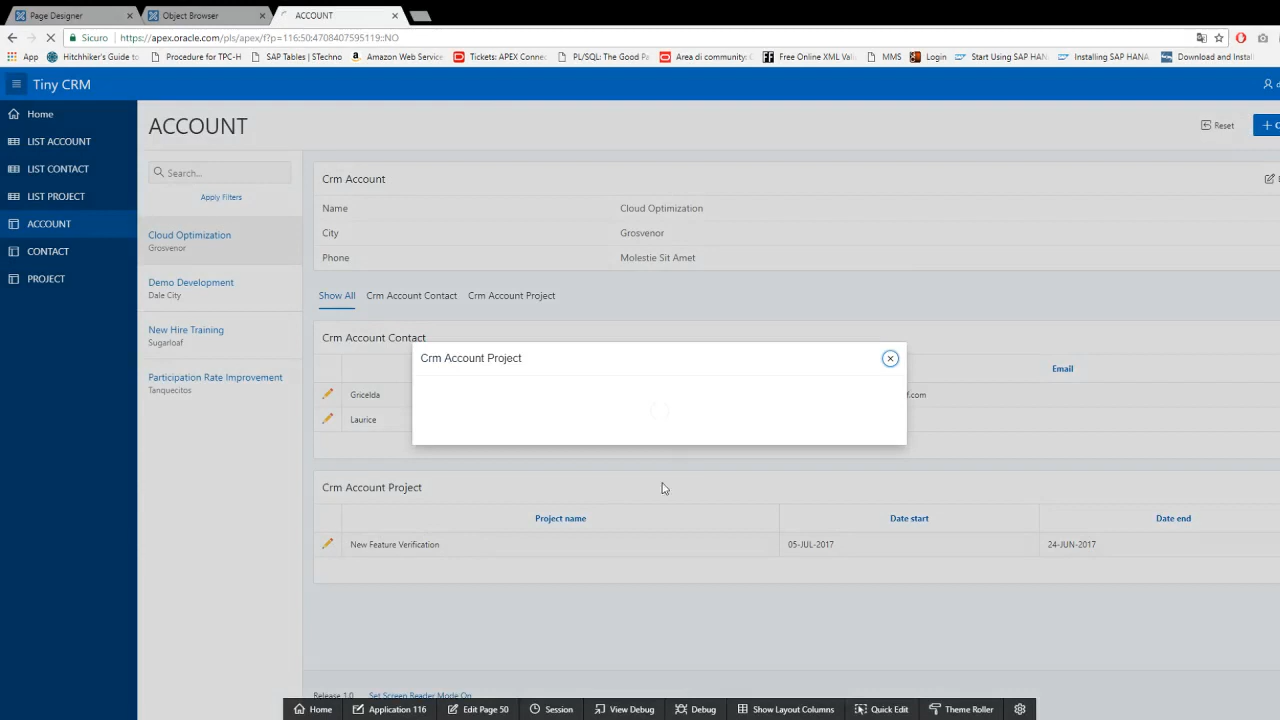 Page Designer
Object Browser
ACCOUNT
Sicuro
https://apex.oracle.com/pls/apex/f?p=116:50:4708407595119::NO
App
Hitchhiker's Guide to
Procedure for TPC-H
SAP Tables | STechno
Amazon Web Service
Tickets: APEX Connec
PL/SQL: The Good Pa
Area di community: C
Free Online XML Vali
MMS
Login
Start Using SAP HAN
Installing SAP HANA
Download and Instal
Tiny CRM
Home
LIST ACCOUNT
LIST CONTACT
LIST PROJECT
ACCOUNT
CONTACT
PROJECT
ACCOUNT
Reset
Search...
Apply Filters
Cloud Optimization
Grosvenor
Demo Development
Dale City
New Hire Training
Sugarloaf
Participation Rate Improvement
Tanquecitos
Crm Account
Name Cloud Optimization
City Grosvenor
Phone Molestie Sit Amet
Show All Crm Account Contact Crm Account Project
Crm Account Contact
Email
Gricelda
f.com
Laurice
Crm Account Project
Crm Account Project
Project name Date start Date end
New Feature Verification 05-JUL-2017 24-JUN-2017
Release 1.0 Set Screen Reader Mode On
Home Application 116 Edit Page 50 Session View Debug Debug Show Layout Columns Quick Edit Theme Roller